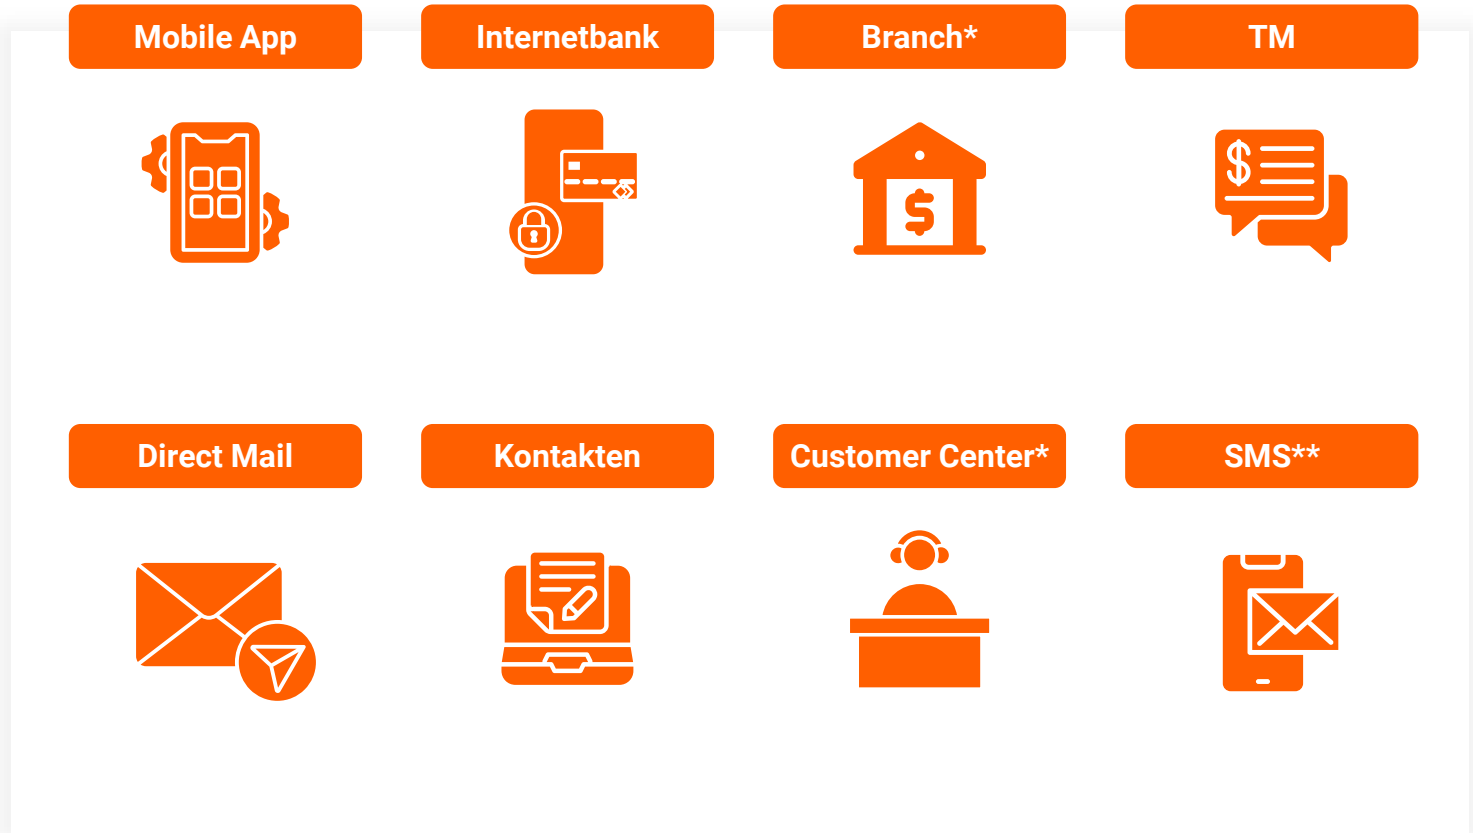 Mobile App
Internetbank
Branch*
TM
$
$
Direct Mail
Kontakten
Customer Center*
SMS**